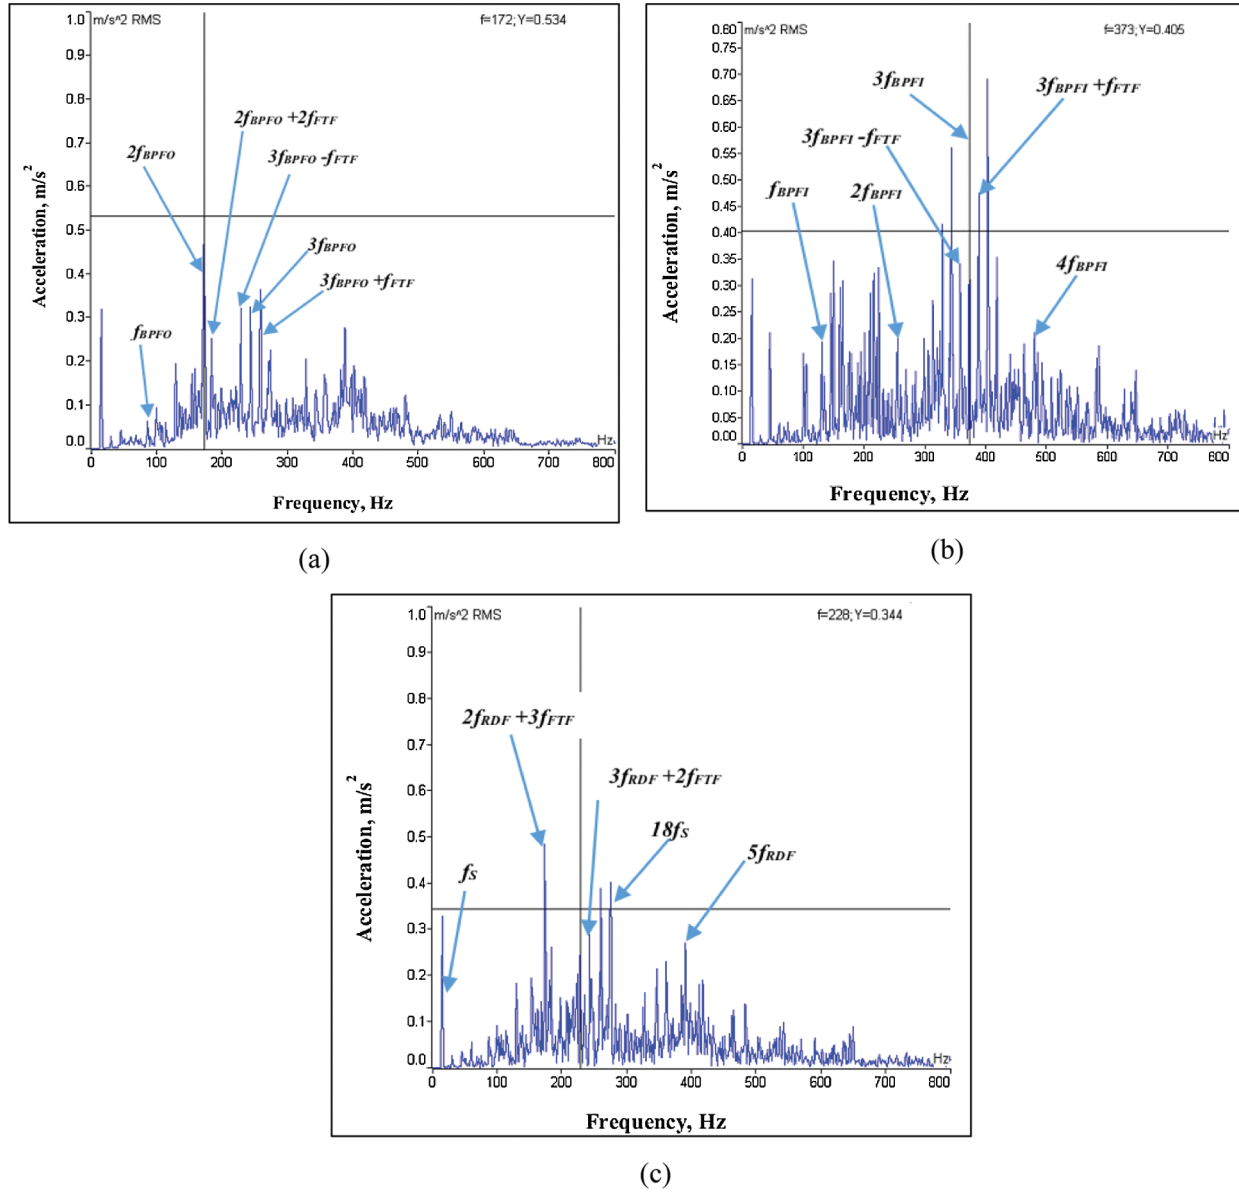 m/s^2 RMS
f=172; Y=0.534
1.0
0.9
0.8
0.7
0.6
0.5
0.4
0.3
0.2
0.1
0.0
2fBPFO
2fBPFO +2fFTF
3fBPFO -fFTF
3fBPFO
3fBPFO +fFTF
fBPFO
Hz
0 100 200 300 400 500 600 700 800
Acceleration, m/s2
Frequency, Hz
(a)
m/s^2 RMS
f=373; Y=0.405
0.80
0.75
0.70
0.65
0.60
0.55
0.50
0.45
0.40
0.35
0.30
0.25
0.20
0.15
0.10
0.05
0.00
3fBPFI
3fBPFI +fFTF
3fBPFI -fFTF
fBPFI
2fBPFI
4fBPFI
Hz
0 100 200 300 400 500 600 700 800
Acceleration, m/s2
Frequency, Hz
(b)
m/s^2 RMS
f=228; Y=0.344
1.0
0.9
0.8
0.7
0.6
0.5
0.4
0.3
0.2
0.1
0.0
2fRDF +3fFTF
3fRDF +2fFTF
18fS
5fRDF
fS
Hz
0 100 200 300 400 500 600 700 800
Acceleration, m/s2
Frequency, Hz
(c)